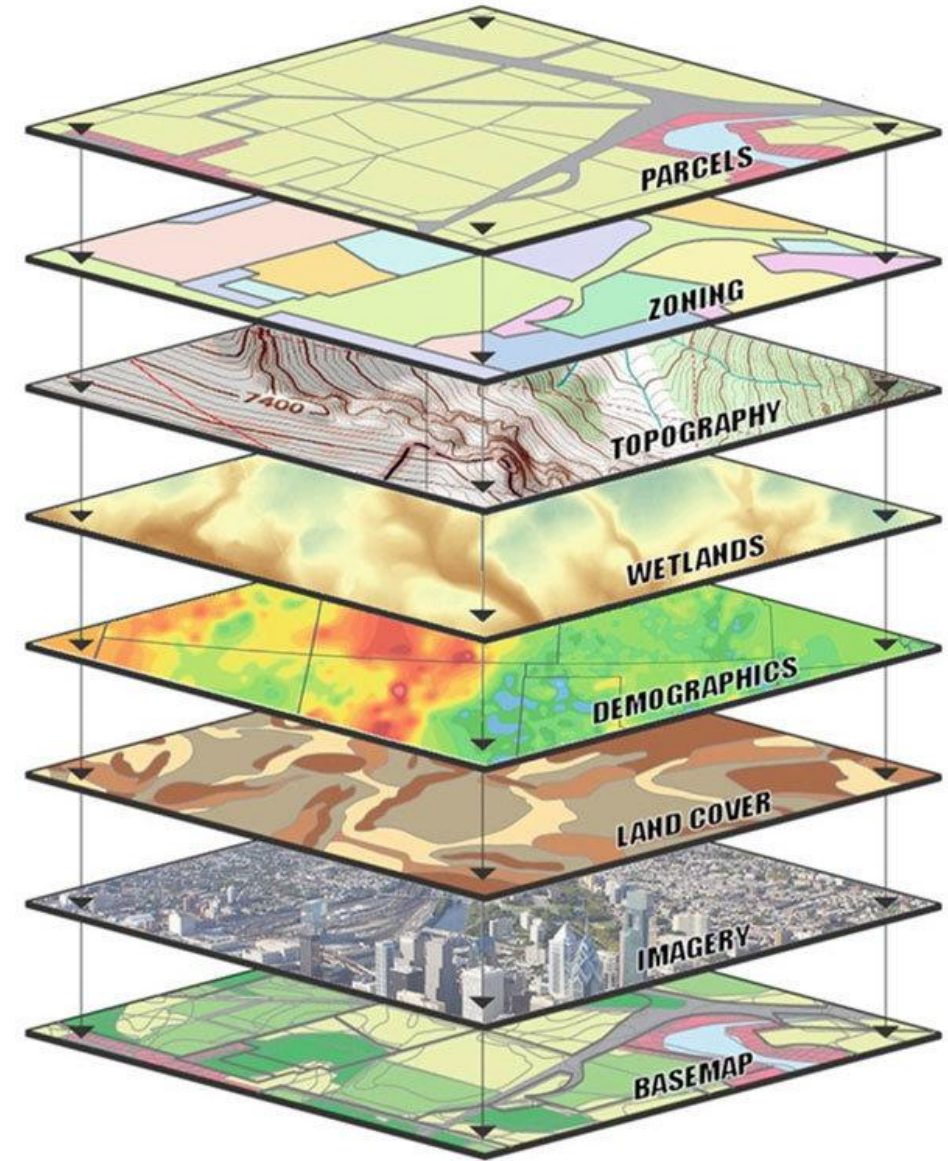 PARCELS
ZONING
7400
TOPOGRAPHY
WETLANDS
DEMOGRAPHICS
LAND COVER
IMAGERY
BASEMAP